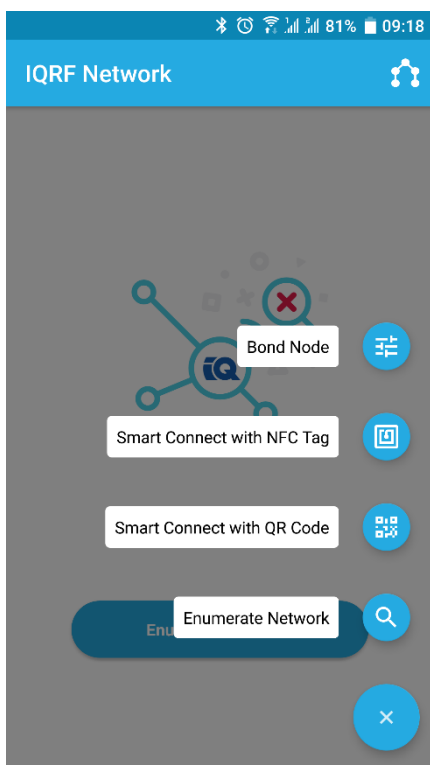 81% 09:18
IQRF Network
IQ
Bond Node
Smart Connect with NFC Tag
Smart Connect with QR Code
Enumerate Network
Enu